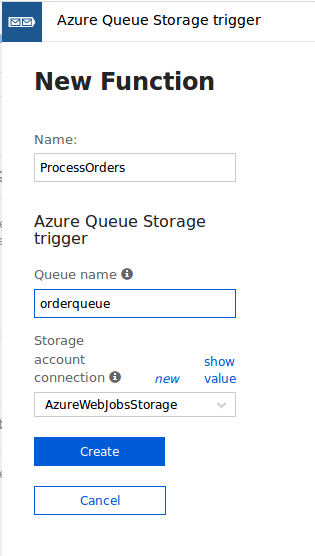 Azure Queue Storage trigger
New Function
Name:
ProcessOrders
Azure Queue Storage
trigger
Queue name
orderqueue
Storage
account
connection
new
show
value
AzureWebJobsStorage
Create
Cancel